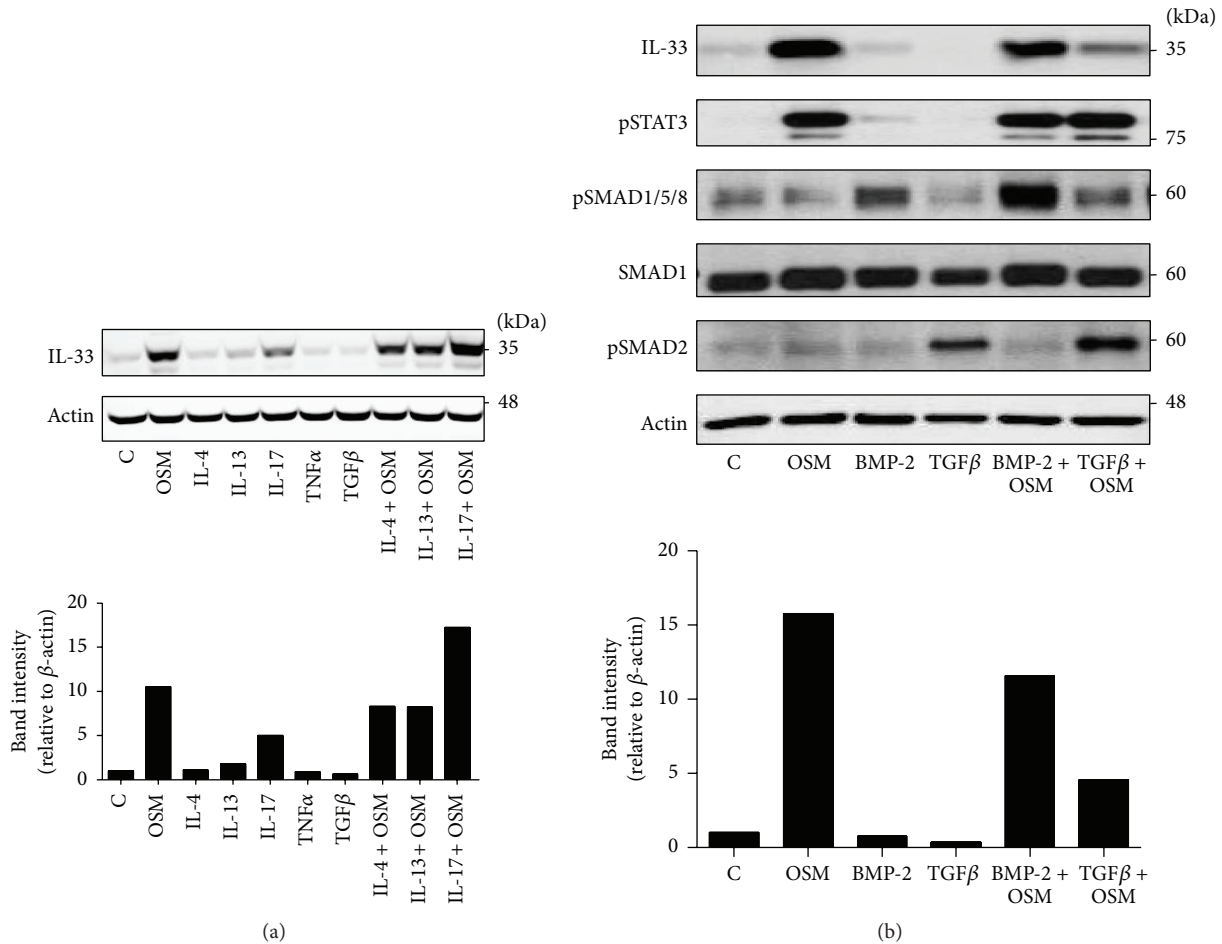 IL-33
Actin
(kDa)
35
48
C
OSM
IL-4
IL-13
IL-17
TNFα
TGFβ
IL-4 + OSM
IL-13+ OSM
IL-17+ OSM
Band intensity
(relative to β-actin)
20
15
10
5
0
C
OSM
IL-4
IL-13
IL-17
TNFα
TGFβ
IL-4 + OSM
IL-13+ OSM
IL-17+ OSM
(a)
(kDa)
IL-33
35
pSTAT3
75
pSMAD1/5/8
60
SMAD1
60
pSMAD2
60
Actin
48
C
OSM
BMP-2
TGFβ
BMP-2 +
OSM
TGFβ +
OSM
Band intensity
(relative to β-actin)
20
15
10
5
0
C
OSM
BMP-2
TGFβ
BMP-2 +
OSM
TGFβ +
OSM
(b)